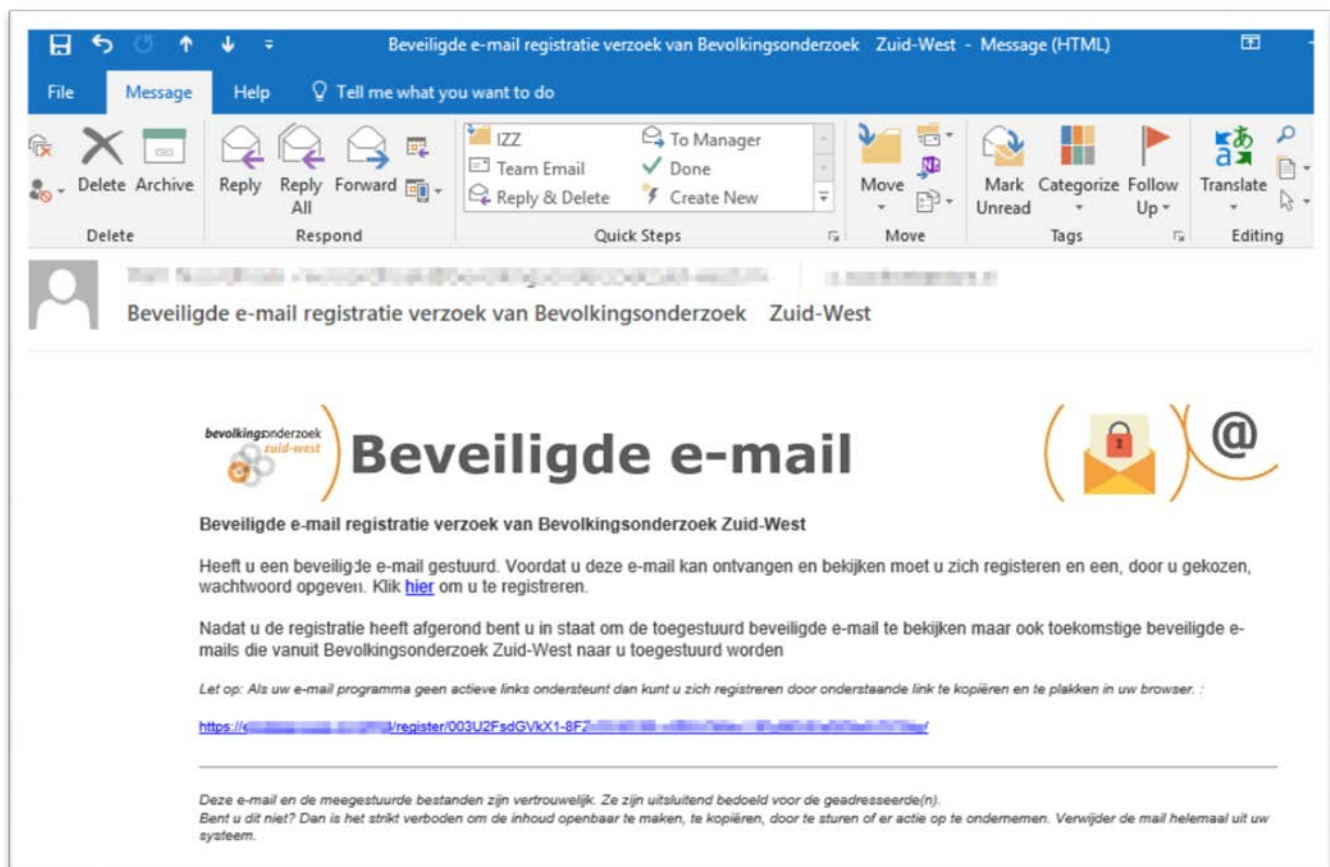 Beveiligde e-mail registratie verzoek van Bevolkingsonderzoek Zuid-West - Message (HTML)
File Message Help Tell me what you want to do
IZZ To Manager
Team Email Done
Reply & Delete Create New
Delete Archive Reply Reply All Forward Move Mark Unread Categorize Follow Up Translate
Delete Respond Quick Steps Move Tags Editing
Beveiligde e-mail registratie verzoek van Bevolkingsonderzoek Zuid-West
bevolkingsonderzoek
zuid-west
Beveiligde e-mail
@
Beveiligde e-mail registratie verzoek van Bevolkingsonderzoek Zuid-West
Heeft u een beveiligde e-mail gestuurd. Voordat u deze e-mail kan ontvangen en bekijken moet u zich registeren en een, door u gekozen,
wachtwoord opgeven. Klik hier om u te registreren.
Nadat u de registratie heeft afgerond bent u in staat om de toegestuurd beveiligde e-mail te bekijken maar ook toekomstige beveiligde e-
mails die vanuit Bevolkingsonderzoek Zuid-West naar u toegestuurd worden
Let op: Als uw e-mail programma geen actieve links ondersteunt dan kunt u zich registreren door onderstaande link te kopiëren en te plakken in uw browser. :
https:// /register/003U2FsdGVkX1-8FZ
Deze e-mail en de meegestuurde bestanden zijn vertrouwelijk. Ze zijn uitsluitend bedoeld voor de geadresseerde(n).
Bent u dit niet? Dan is het strikt verboden om de inhoud openbaar te maken, te kopiëren, door te sturen of er actie op te ondernemen. Verwijder de mail helemaal uit uw
systeem.